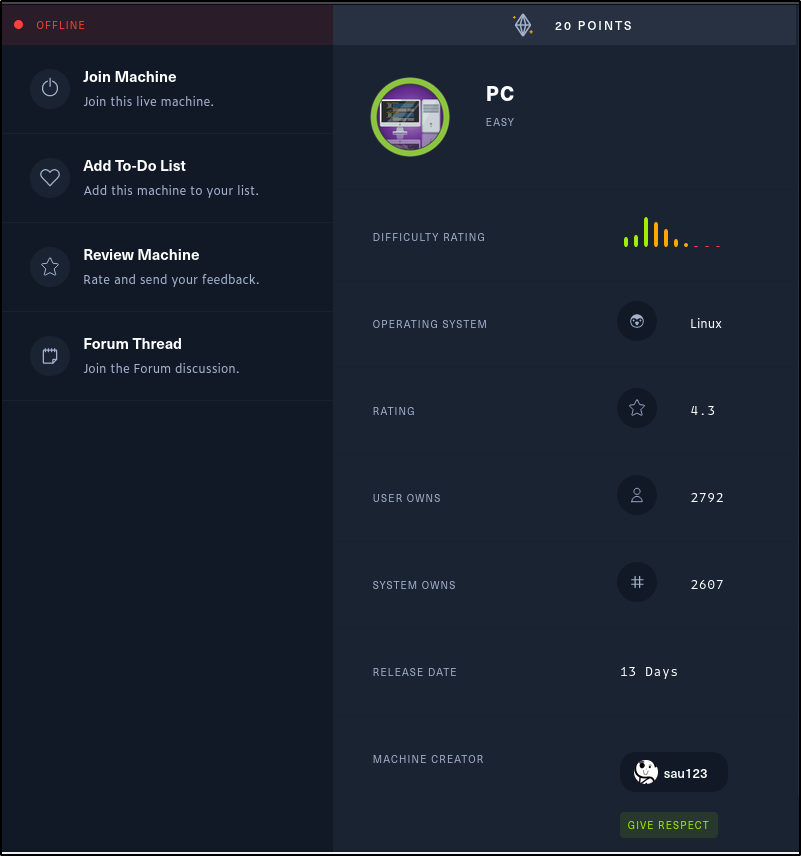 OFFLINE
20 POINTS
Join Machine
Join this live machine.
Add To-Do List
Add this machine to your list.
Review Machine
Rate and send your feedback.
Forum Thread
Join the Forum discussion.
PC
EASY
DIFFICULTY RATING
OPERATING SYSTEM
Linux
RATING
4.3
USER OWNS
2792
SYSTEM OWNS
2607
RELEASE DATE
13 Days
MACHINE CREATOR
sau123
GIVE RESPECT